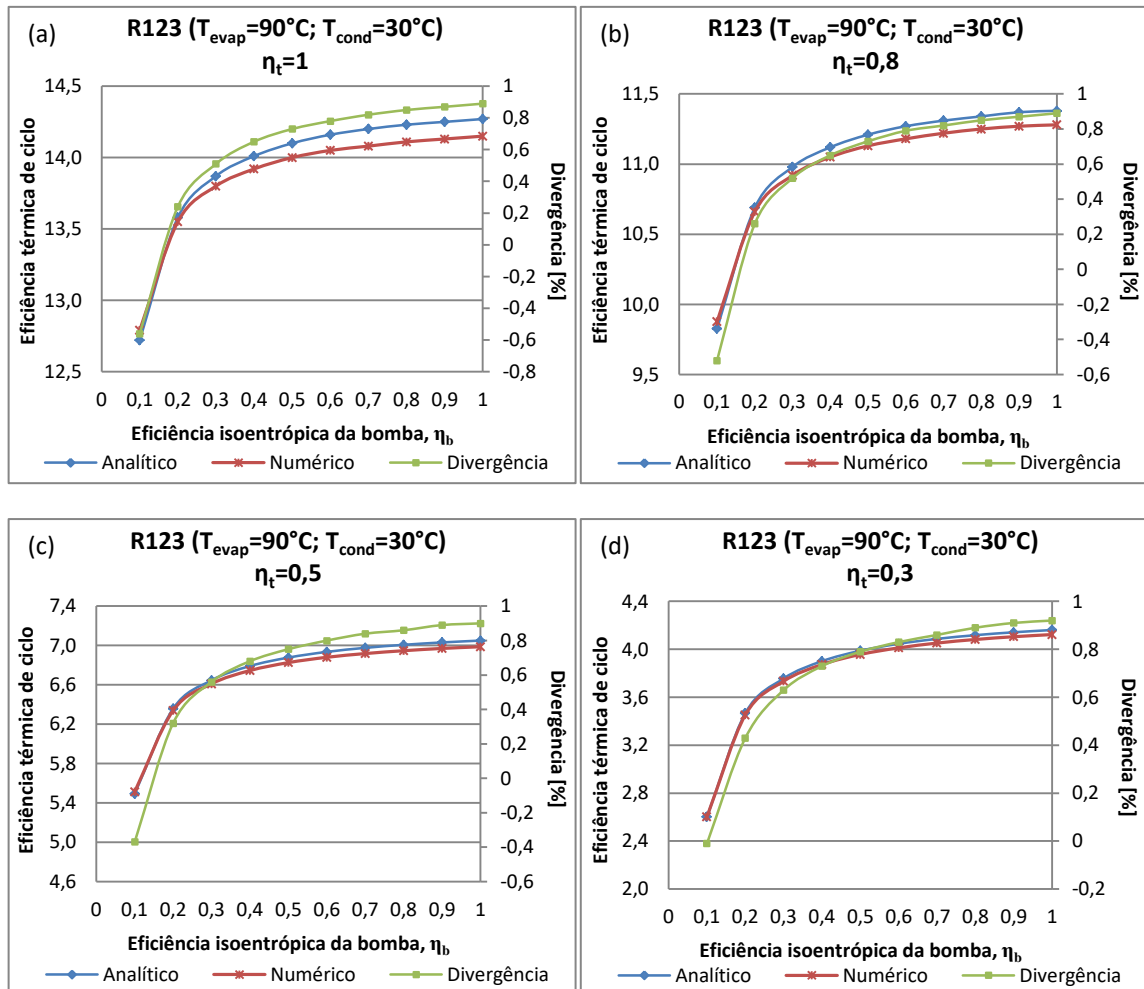 (a)
R123 (Tevap=90°C; Tcond=30°C)
ηt=1
Eficiência térmica de ciclo
14,5
14,0
13,5
13,0
12,5
1
0,8
0,6
0,4
0,2
0
-0,2
-0,4
-0,6
-0,8
Divergência [%]
0 0,1 0,2 0,3 0,4 0,5 0,6 0,7 0,8 0,9 1
Eficiência isoentrópica da bomba, ηb
Analítico Numérico Divergência
(b)
R123 (Tevap=90°C; Tcond=30°C)
ηt=0,8
Eficiência térmica de ciclo
11,5
11,0
10,5
10,0
9,5
1
0,8
0,6
0,4
0,2
0
-0,2
-0,4
-0,6
Divergência [%]
0 0,1 0,2 0,3 0,4 0,5 0,6 0,7 0,8 0,9 1
Eficiência isoentrópica da bomba, ηb
Analítico Numérico Divergência
(c)
R123 (Tevap=90°C; Tcond=30°C)
ηt=0,5
Eficiência térmica de ciclo
7,4
7,0
6,6
6,2
5,8
5,4
5,0
4,6
1
0,8
0,6
0,4
0,2
0
-0,2
-0,4
-0,6
Divergência [%]
0 0,1 0,2 0,3 0,4 0,5 0,6 0,7 0,8 0,9 1
Eficiência isoentrópica da bomba, ηb
Analítico Numérico Divergência
(d)
R123 (Tevap=90°C; Tcond=30°C)
ηt=0,3
Eficiência térmica de ciclo
4,4
4,0
3,6
3,2
2,8
2,4
2,0
1
0,8
0,6
0,4
0,2
0
-0,2
Divergência [%]
0 0,1 0,2 0,3 0,4 0,5 0,6 0,7 0,8 0,9 1
Eficiência isoentrópica da bomba, ηb
Analítico Numérico Divergência